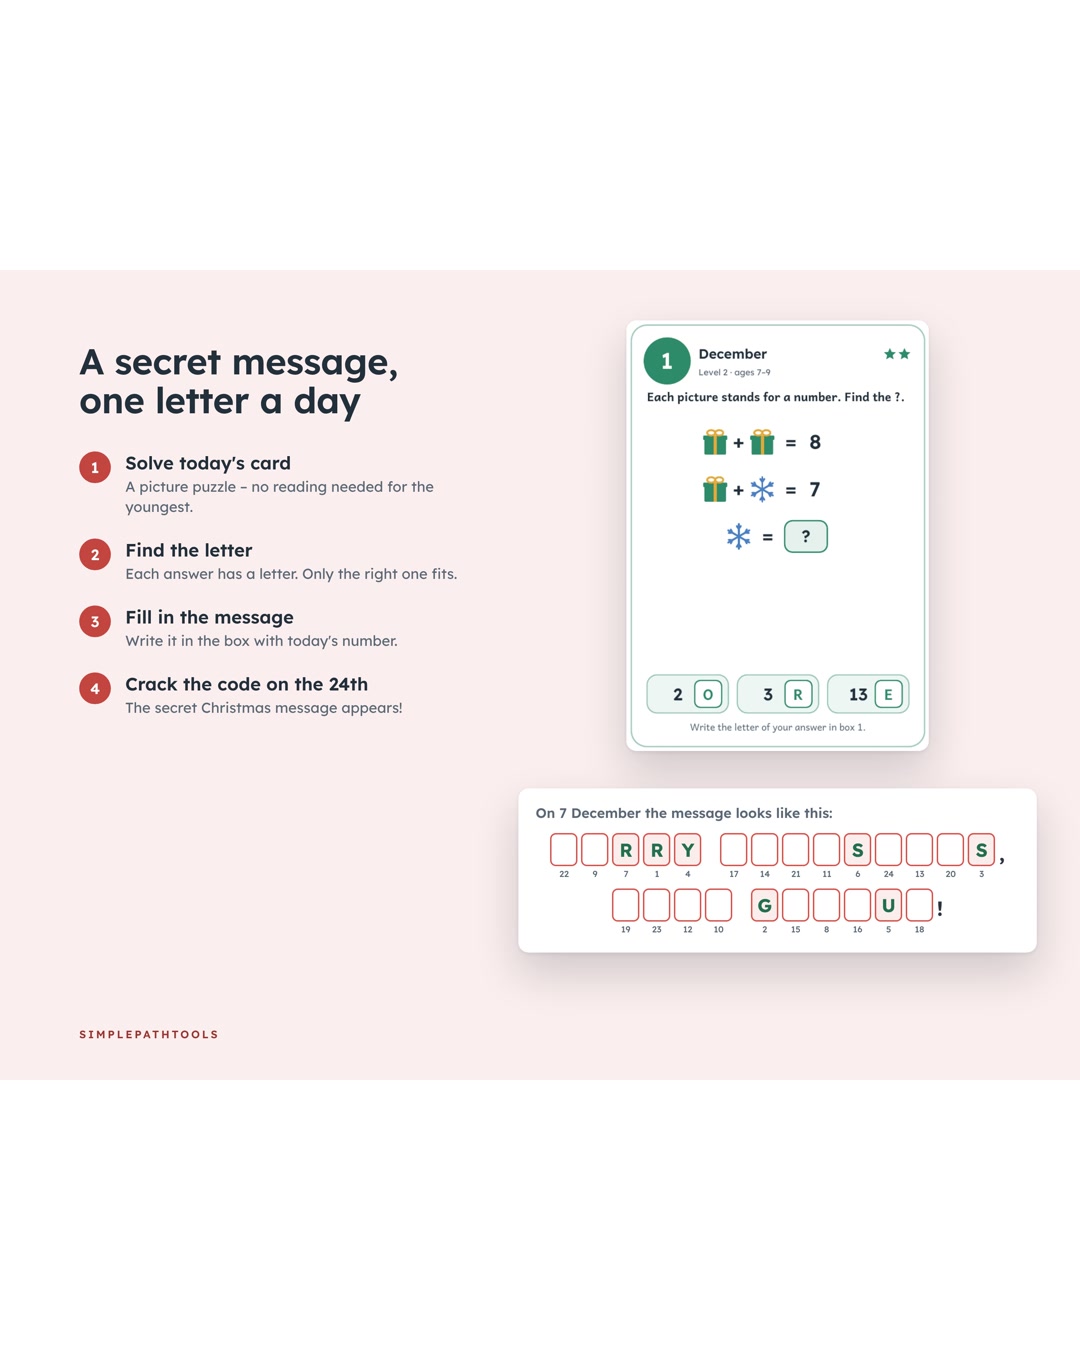 A secret message,
one letter a day
1 Solve today's card
A picture puzzle – no reading needed for the
youngest.
2 Find the letter
Each answer has a letter. Only the right one fits.
3 Fill in the message
Write it in the box with today's number.
4 Crack the code on the 24th
The secret Christmas message appears!
SIMPLEPATHTOOLS
1 December
Level 2 · ages 7–9
Each picture stands for a number. Find the ?.
+ = 8
+ = 7
= ?
2 O 3 R 13 E
Write the letter of your answer in box 1.
On 7 December the message looks like this:
R R Y S S ,
22 9 7 1 4 17 14 21 11 6 24 13 20 3
G U !
19 23 12 10 2 15 8 16 5 18